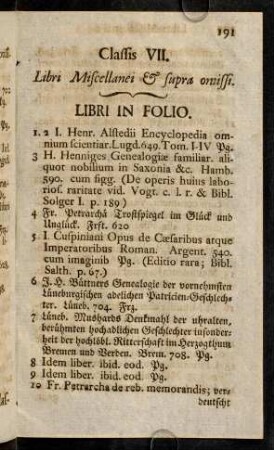 191
Classis VII.
Libri Miscellanei & supra omissi.
LIBRI IN FOLIO.
1. 2 I. Henr. Alstedii Encyclopedia om-
nium scientiar. Lugd. 649. Tom. I-IV Pg.
3 H. Henniges Genealogiæ familiar. ali-
quot nobilium in Saxonia &c. Hamb.
590. cum figg. (De operis huius labo-
rios. raritate vid. Vogt. c. l. r. & Bibl.
Solger I. p. 189)
4 Fr. Petrarchä Trostspiegel im Glück und
Unglück. Frft. 620
5 I. Cuspiniani Opus de Cæsaribus atque
Imperatoribus Roman. Argent. 540.
cum imaginib Pg. (Editio rara; Bibl.
Salth. p. 67.)
6 J. H. Büttners Genealogie der vornehmsten
Lüneburgischen adelichen Patricien-Geschlech-
ter. Lüneb. 704. Frz.
7 Lüneb. Mushards Denkmahl der uhralten,
berühmten hochadlichen Geschlechter insonder-
heit der hochlöbl. Ritterschaft im Herzogthum
Bremen und Verden. Brem. 708. Pg.
8 Idem liber. ibid. eod. Pg.
9 Idem liber. ibid. eod. Pg.
10 Fr. Petrarcha de reb. memorandis; ver-
deutscht